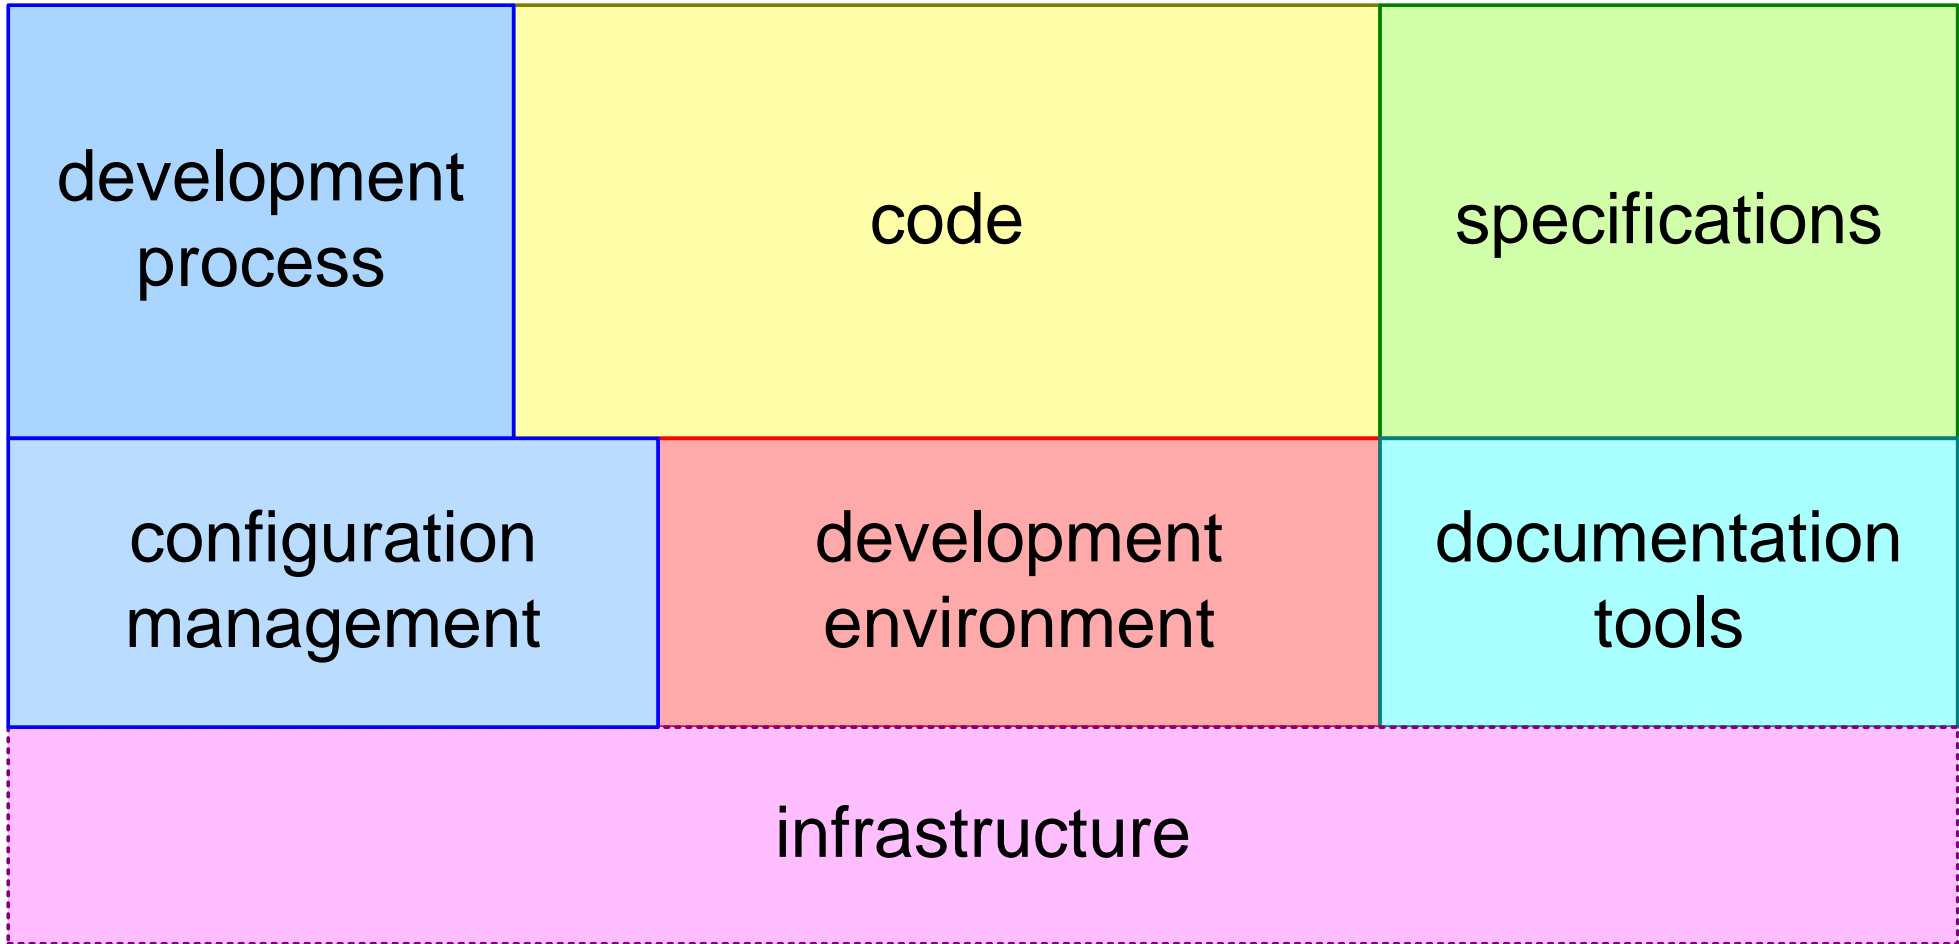 development
process
code
specifications
configuration
management
development
environment
documentation
tools
infrastructure